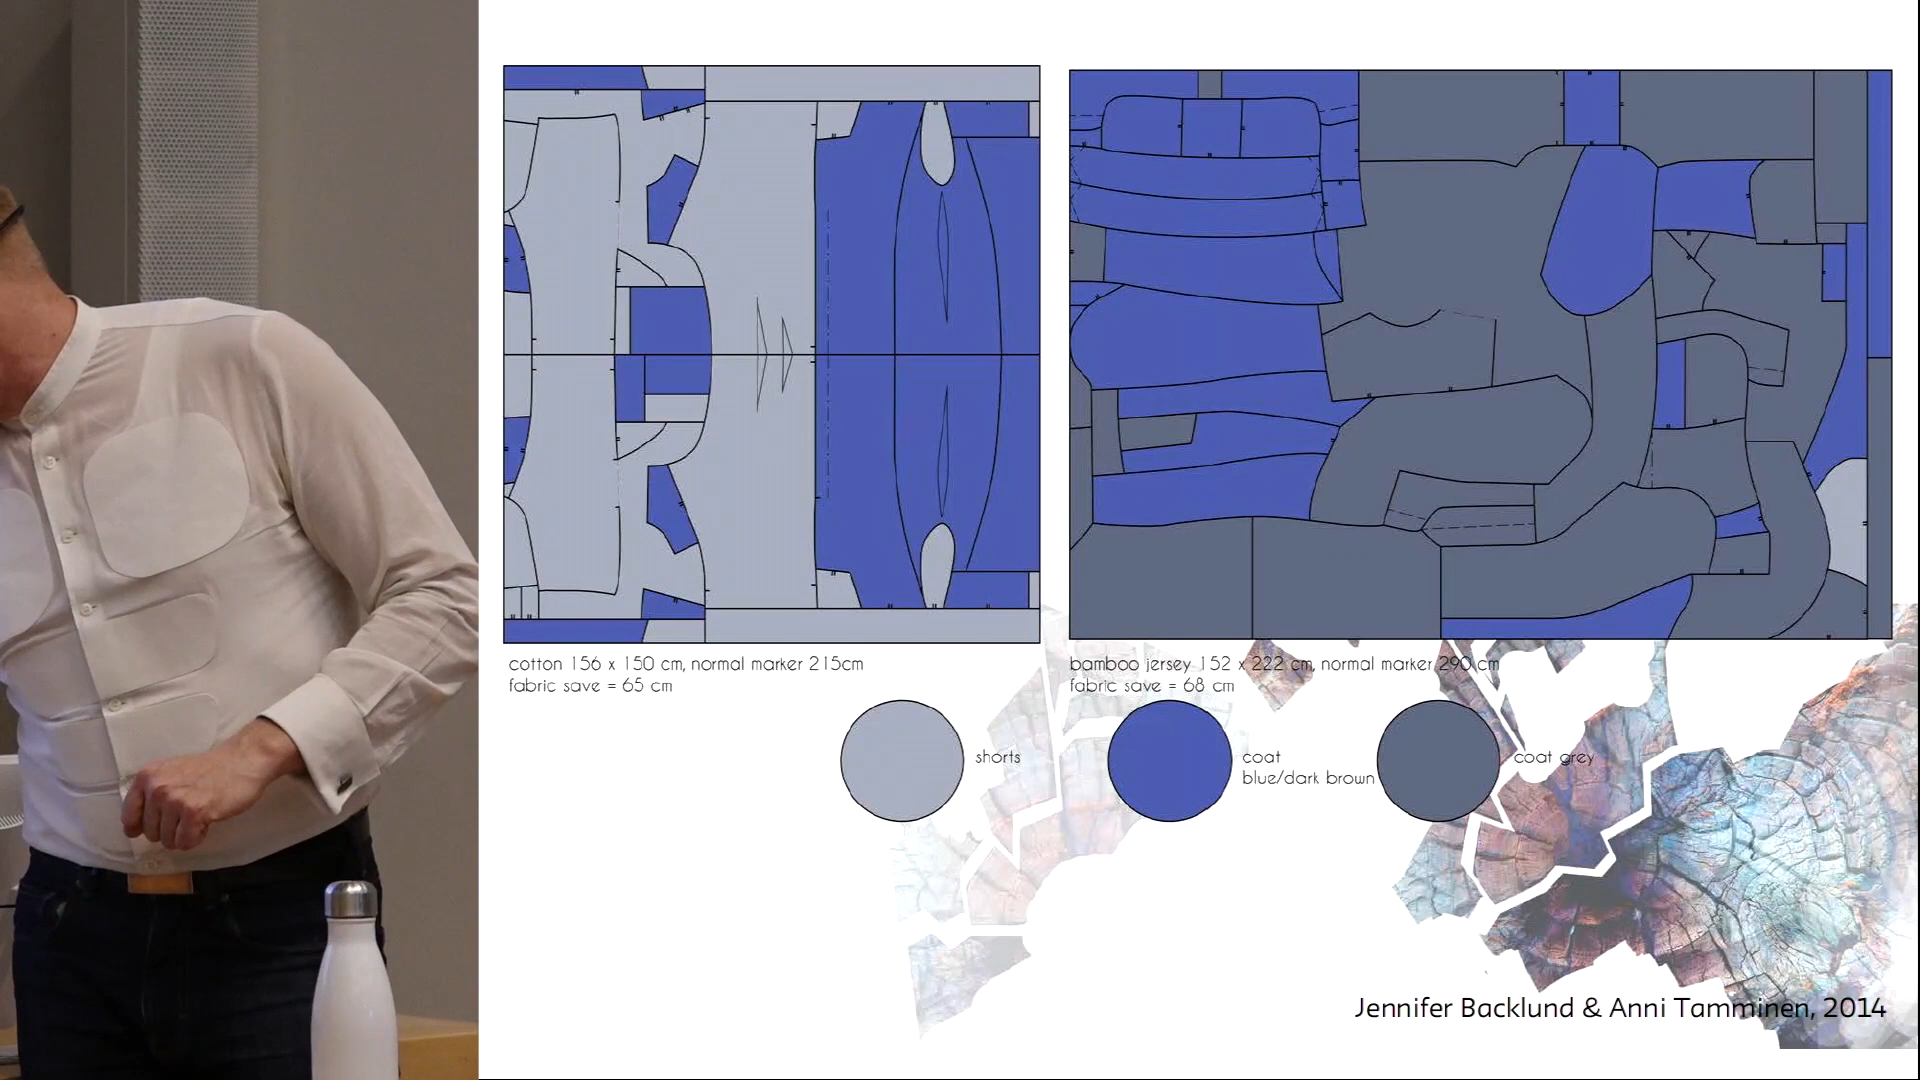 cotton 156 x 150 cm, normal marker 215cm
fabric save = 65 cm
bamboo jersey 152 x 222 cm, normal marker 290 cm
fabric save = 68 cm
shorts
coat
blue/dark brown
coat grey
Jennifer Backlund & Anni Tamminen, 2014